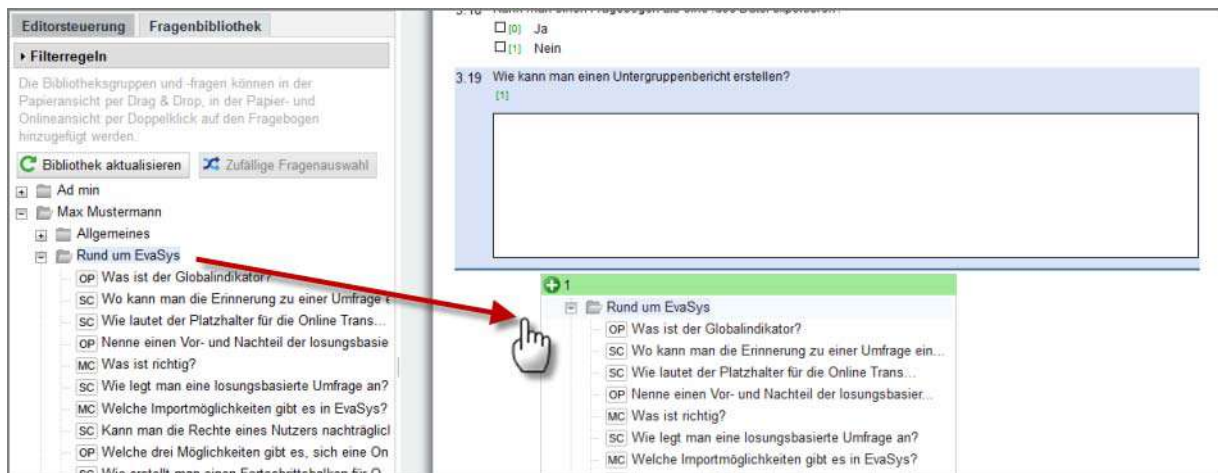 Editorsteuerung Fragenbibliothek
Filterregeln
Die Bibliotheksgruppen und -fragen können in der
Papieransicht per Drag & Drop, in der Papier- und
Onlineansicht per Doppelklick auf den Fragebogen
hinzugefügt werden.
Bibliothek aktualisieren Zufällige Fragenauswahl
Ad min
Max Mustermann
Allgemeines
Rund um EvaSys
OP Was ist der Globalindikator?
SC Wo kann man die Erinnerung zu einer Umfrage e
SC Wie lautet der Platzhalter für die Online Trans...
OP Nenne einen Vor- und Nachteil der losungsbasie
MC Was ist richtig?
SC Wie legt man eine losungsbasierte Umfrage an?
MC Welche Importmöglichkeiten gibt es in EvaSys?
SC Kann man die Rechte eines Nutzers nachträglicl
OP Welche drei Möglichkeiten gibt es, sich eine On
[0] Ja
[1] Nein
3.19 Wie kann man einen Untergruppenbericht erstellen?
[1]
1
Rund um EvaSys
OP Was ist der Globalindikator?
SC Wo kann man die Erinnerung zu einer Umfrage ein...
SC Wie lautet der Platzhalter für die Online Trans...
OP Nenne einen Vor- und Nachteil der losungsbasier...
MC Was ist richtig?
SC Wie legt man eine losungsbasierte Umfrage an?
MC Welche Importmöglichkeiten gibt es in EvaSys?